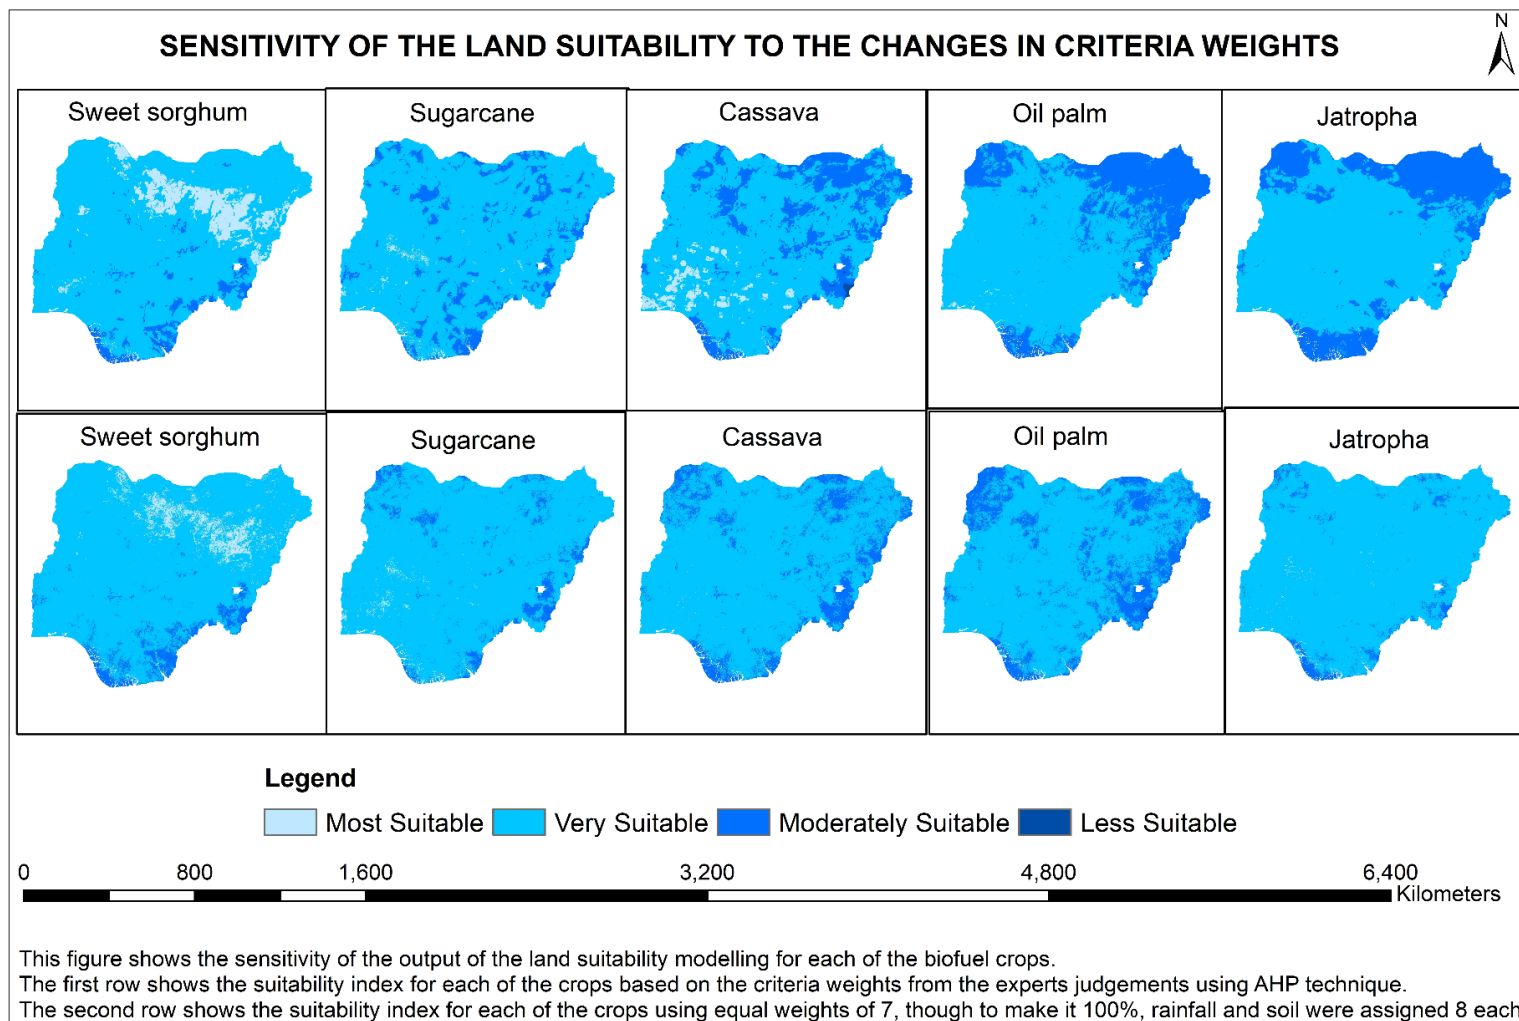 N
SENSITIVITY OF THE LAND SUITABILITY TO THE CHANGES IN CRITERIA WEIGHTS
Sweet sorghum
Sugarcane
Cassava
Oil palm
Jatropha
Sweet sorghum
Sugarcane
Cassava
Oil palm
Jatropha
Legend
Most Suitable
Very Suitable
Moderately Suitable
Less Suitable
0 800 1,600 3,200 4,800 6,400
Kilometers
This figure shows the sensitivity of the output of the land suitability modelling for each of the biofuel crops.
The first row shows the suitability index for each of the crops based on the criteria weights from the experts judgements using AHP technique.
The second row shows the suitability index for each of the crops using equal weights of 7, though to make it 100%, rainfall and soil were assigned 8 each